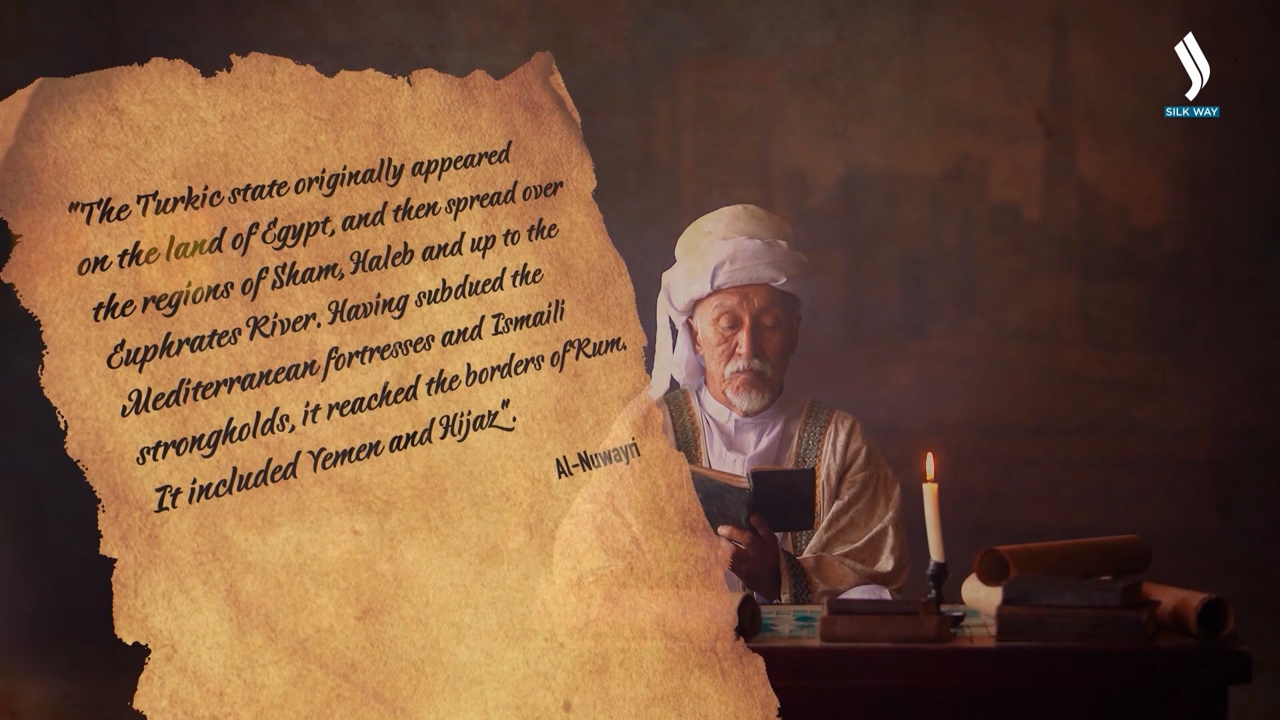 "The Turkic state originally appeared
on the land of Egypt, and then spread over
the regions of Sham, Haleb and up to the
Euphrates River. Having subdued the
Mediterranean fortresses and Ismaili
strongholds, it reached the borders of Rum.
It included Yemen and Hijaz".
Al-Nuwayri
SILK WAY